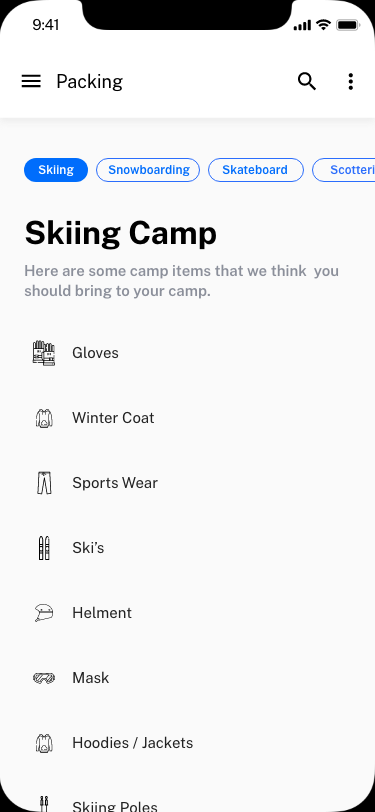 9:41
Packing
Skiing Snowboarding Skateboard Scotteri
Skiing Camp
Here are some camp items that we think  you
should bring to your camp.
Gloves
Winter Coat
Sports Wear
Ski’s
Helment
Mask
Hoodies / Jackets
Skiing Poles